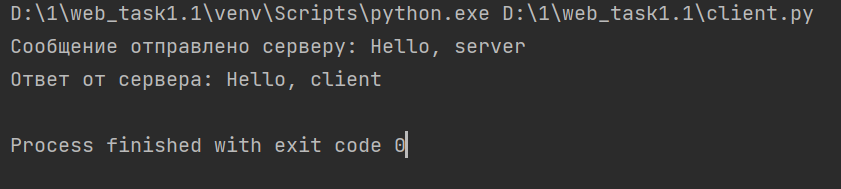 D:\1\web_task1.1\venv\Scripts\python.exe D:\1\web_task1.1\client.py
Сообщение отправлено серверу: Hello, server
Ответ от сервера: Hello, client
Process finished with exit code 0